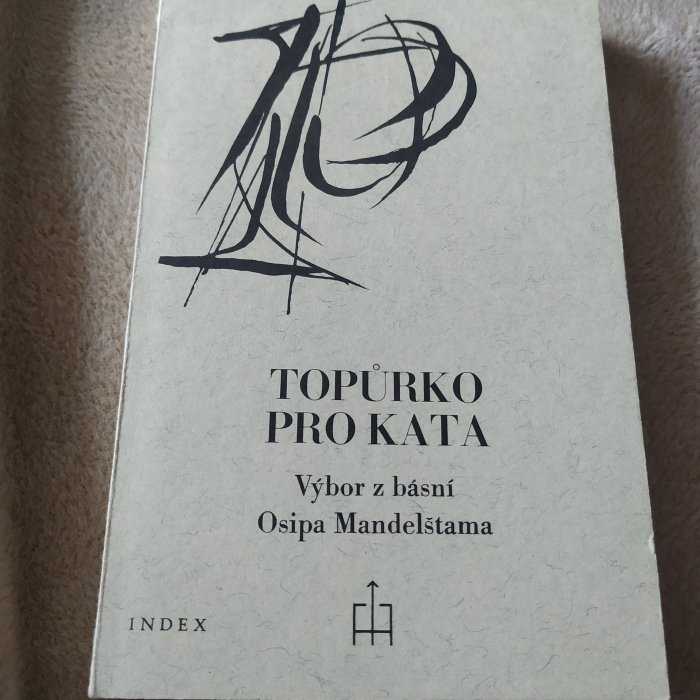 TOPŮRKO
PRO KATA
Výbor z básní
Osipa Mandelštama
INDEX